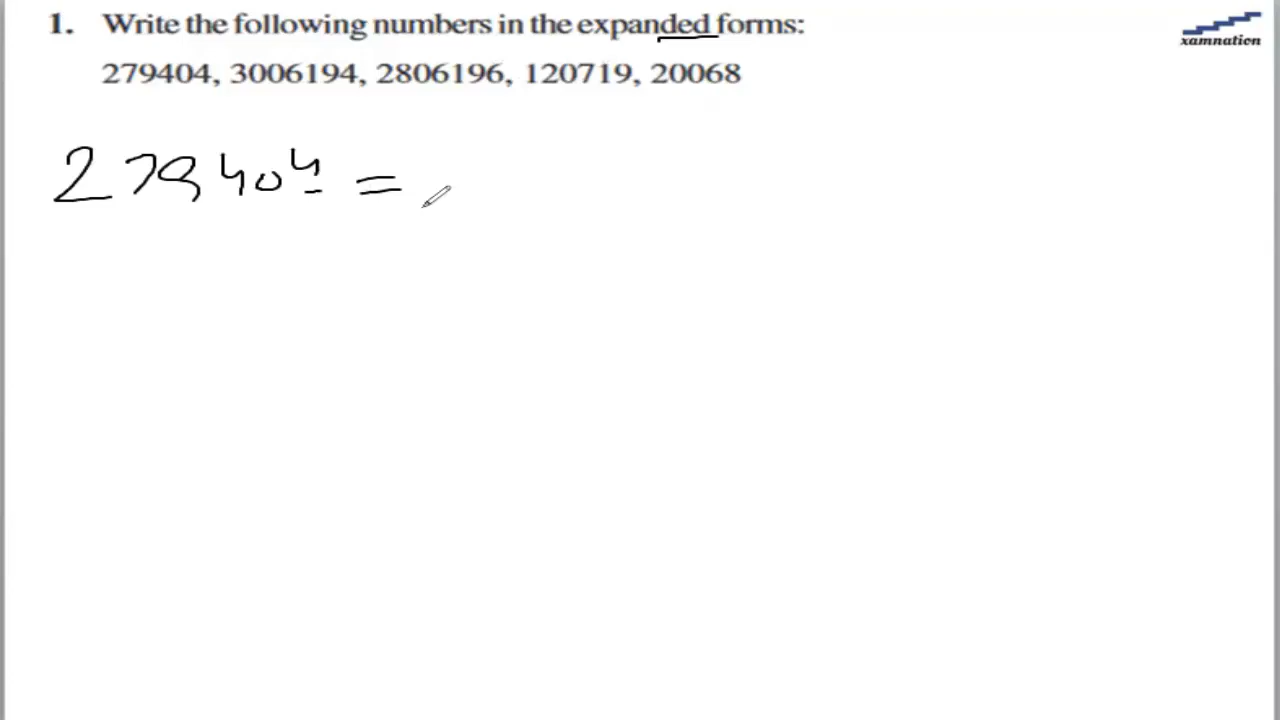 1. Write the following numbers in the expanded forms:
xamnation
279404, 3006194, 2806196, 120719, 20068
279404 =